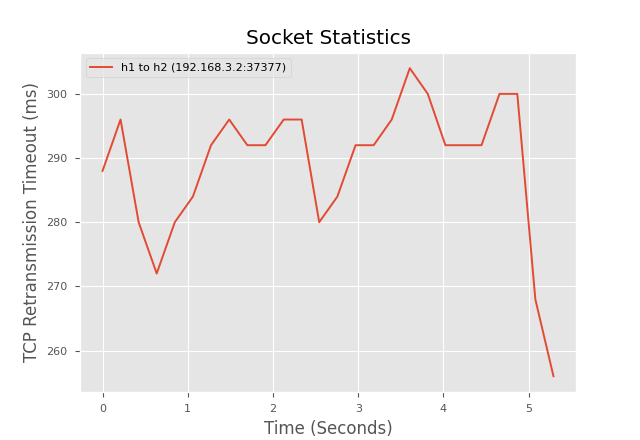 Socket Statistics
h1 to h2 (192.168.3.2:37377)
TCP Retransmission Timeout (ms)
300
290
280
270
260
0 1 2 3 4 5
Time (Seconds)